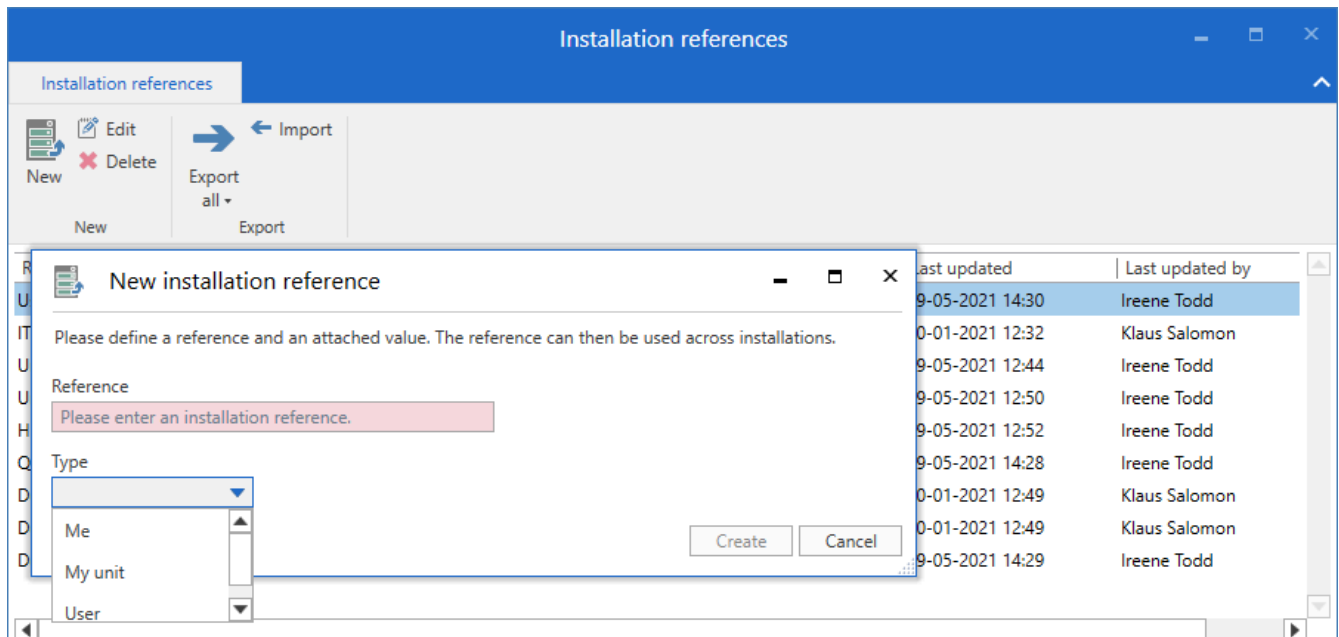 Installation references
Installation references
New
Edit
Delete
New
Export
all
Import
Export
Last updated by
New installation reference
Please define a reference and an attached value. The reference can then be used across installations.
Reference
Please enter an installation reference.
Type
Me
My unit
User
Create
Cancel
R
ast updated
U
9-05-2021 14:30 Ireene Todd
IT
0-01-2021 12:32 Klaus Salomon
U
9-05-2021 12:44 Ireene Todd
U
9-05-2021 12:50 Ireene Todd
H
9-05-2021 12:52 Ireene Todd
Q
9-05-2021 14:28 Ireene Todd
D
0-01-2021 12:49 Klaus Salomon
D
0-01-2021 12:49 Klaus Salomon
D
9-05-2021 14:29 Ireene Todd